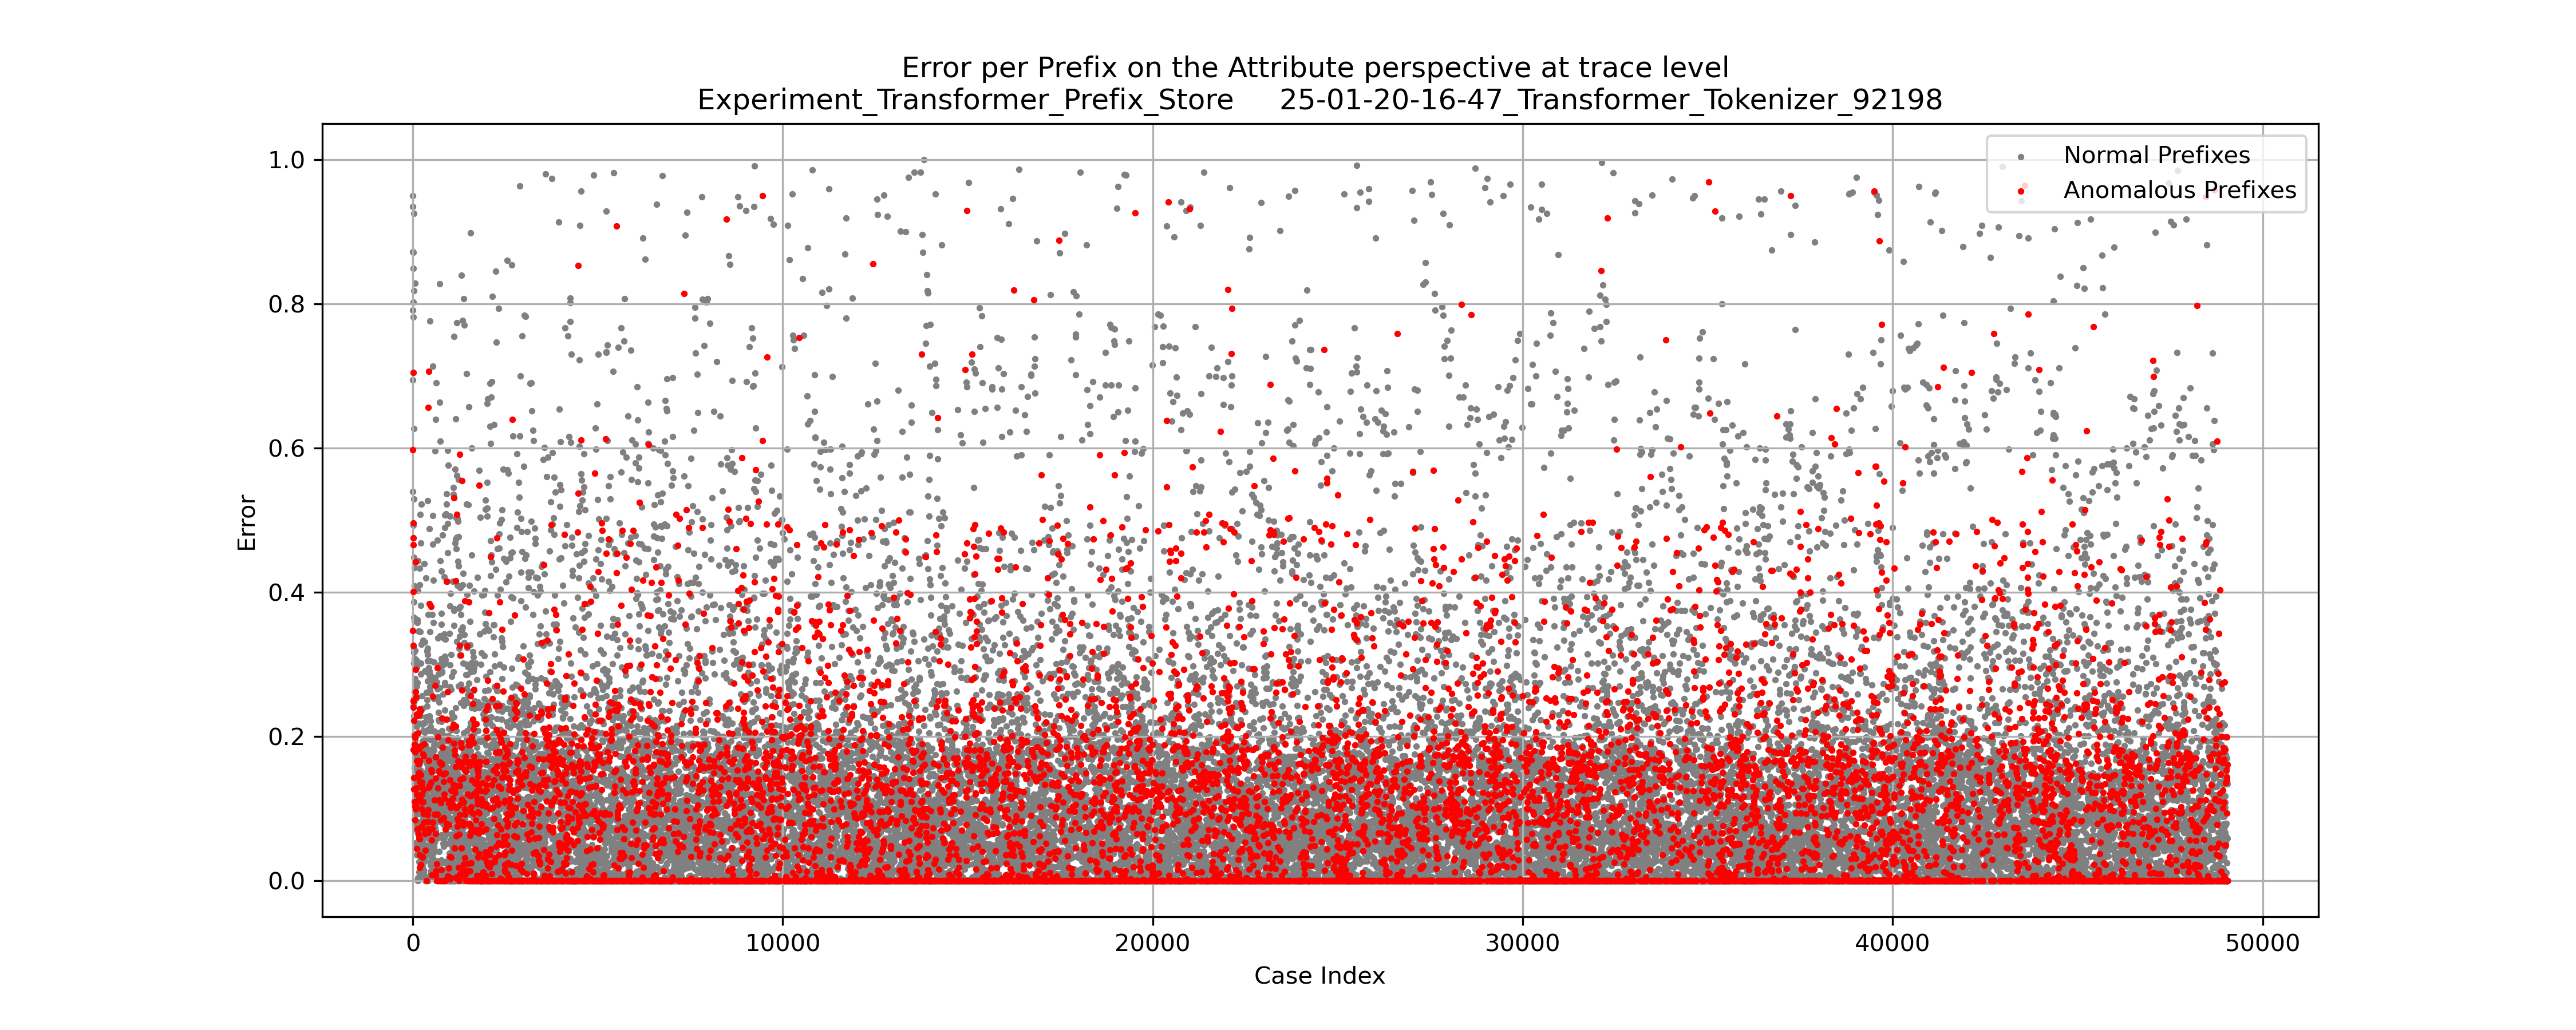 Error per Prefix on the Attribute perspective at trace level
Experiment_Transformer_Prefix_Store 25-01-20-16-47_Transformer_Tokenizer_92198
Normal Prefixes
Anomalous Prefixes
1.0
0.8
0.6
0.4
0.2
0.0
Error
0 10000 20000 30000 40000 50000
Case Index